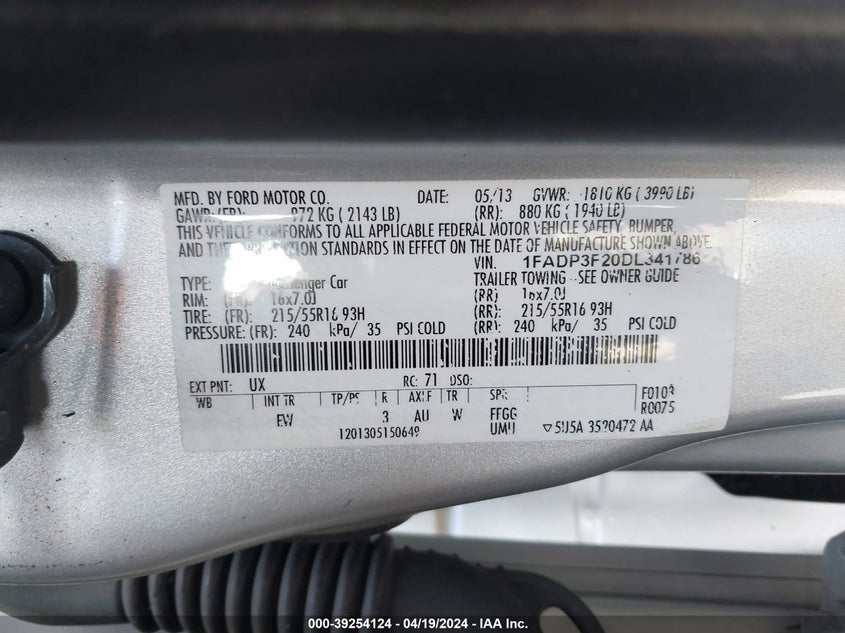 MFD. BY FORD MOTOR CO. DATE: 05/13 GVWR: 1810 KG ( 3990 LB)
GAWR: (FR): 972 KG ( 2143 LB) (RR): 880 KG ( 1940 LB)
THIS VEHICLE CONFORMS TO ALL APPLICABLE FEDERAL MOTOR VEHICLE SAFETY, BUMPER,
AND THEFT PREVENTION STANDARDS IN EFFECT ON THE DATE OF MANUFACTURE SHOWN ABOVE.
VIN: 1FADP3F20DL341786
TYPE: Passenger Car TRAILER TOWING - SEE OWNER GUIDE
RIM: (FR) 16x7.0J (RR) 16x7.0J
TIRE: (FR) 215/55R16 93H (RR) 215/55R16 93H
PRESSURE: (FR) 240 kPa/ 35 PSI COLD (RR) 240 kPa/ 35 PSI COLD
EXT PNT: UX RC: 71 DSO:
WB INT TR TP/PS R AXLE TR SPR F0103
EW 3 AU W FFGG R0075
1201305150649 UMU ▽5U5A 3520472 AA
000-39254124 - 04/19/2024 - IAA Inc.